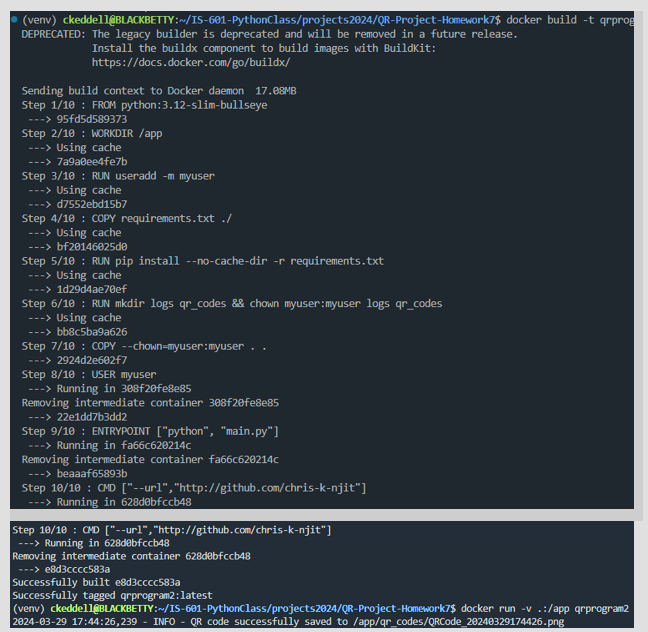 (venv) ckeddell@BLACKBETTY:~/IS-601-PythonClass/projects2024/QR-Project-Homework7$ docker build -t qrprog
DEPRECATED: The legacy builder is deprecated and will be removed in a future release.
Install the buildx component to build images with BuildKit:
https://docs.docker.com/go/buildx/
Sending build context to Docker daemon 17.08MB
Step 1/10 : FROM python:3.12-slim-bullseye
---> 95fd5d589373
Step 2/10 : WORKDIR /app
---> Using cache
---> 7a9a0ee4fe7b
Step 3/10 : RUN useradd -m myuser
---> Using cache
---> d7552ebd15b7
Step 4/10 : COPY requirements.txt ./
---> Using cache
---> bf20146025d0
Step 5/10 : RUN pip install --no-cache-dir -r requirements.txt
---> Using cache
---> 1d29d4ae70ef
Step 6/10 : RUN mkdir logs qr_codes && chown myuser:myuser logs qr_codes
---> Using cache
---> bb8c5ba9a626
Step 7/10 : COPY --chown=myuser:myuser . .
---> 2924d2e602f7
Step 8/10 : USER myuser
---> Running in 308f20fe8e85
Removing intermediate container 308f20fe8e85
---> 22e1dd7b3dd2
Step 9/10 : ENTRYPOINT ["python", "main.py"]
---> Running in fa66c620214c
Removing intermediate container fa66c620214c
---> beaaaf65893b
Step 10/10 : CMD ["--url","http://github.com/chris-k-njit"]
---> Running in 628d0bfccb48
Step 10/10 : CMD ["--url","http://github.com/chris-k-njit"]
---> Running in 628d0bfccb48
Removing intermediate container 628d0bfccb48
---> e8d3cccc583a
Successfully built e8d3cccc583a
Successfully tagged qrprogram2:latest
(venv) ckeddell@BLACKBETTY:~/IS-601-PythonClass/projects2024/QR-Project-Homework7$ docker run -v .:/app qrprogram2
2024-03-29 17:44:26,239 - INFO - QR code successfully saved to /app/qr_codes/QRCode_20240329174426.png